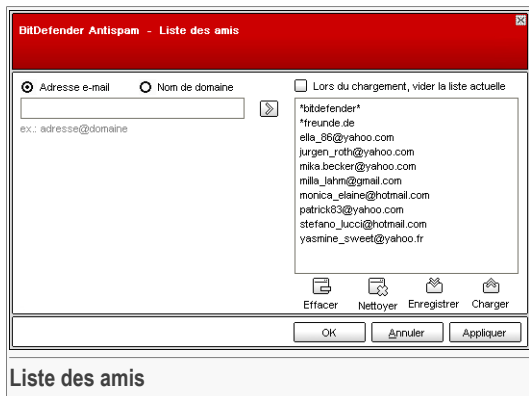 BitDefender Antispam - Liste des amis
Adresse e-mail
Nom de domaine
ex.: adresse@domaine
Lors du chargement, vider la liste actuelle
*bitdefender*
*freunde.de
ella_86@yahoo.com
jurgen_roth@yahoo.com
mika.becker@yahoo.com
milla_lahm@gmail.com
monica_elaine@hotmail.com
patrick83@yahoo.com
stefano_lucci@hotmail.com
yasmine_sweet@yahoo.fr
Effacer
Nettoyer
Enregistrer
Charger
OK
Annuler
Appliquer
Liste des amis